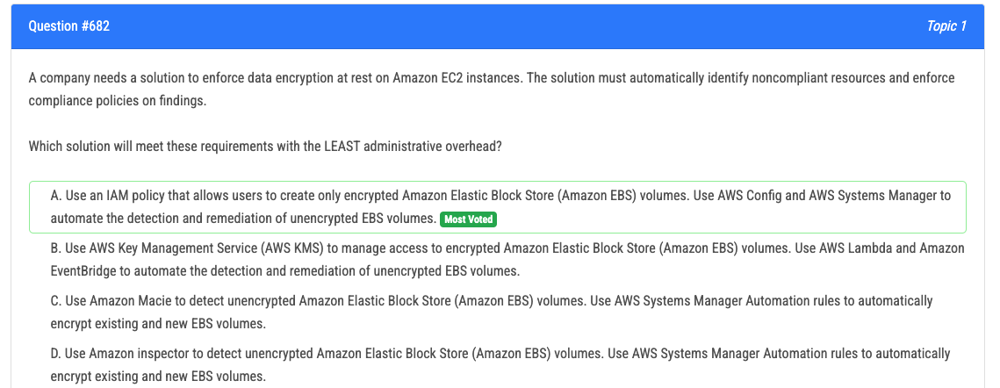 Question #682
Topic 1
A company needs a solution to enforce data encryption at rest on Amazon EC2 instances. The solution must automatically identify noncompliant resources and enforce
compliance policies on findings.
Which solution will meet these requirements with the LEAST administrative overhead?
A. Use an IAM policy that allows users to create only encrypted Amazon Elastic Block Store (Amazon EBS) volumes. Use AWS Config and AWS Systems Manager to
automate the detection and remediation of unencrypted EBS volumes. Most Voted
B. Use AWS Key Management Service (AWS KMS) to manage access to encrypted Amazon Elastic Block Store (Amazon EBS) volumes. Use AWS Lambda and Amazon
EventBridge to automate the detection and remediation of unencrypted EBS volumes.
C. Use Amazon Macie to detect unencrypted Amazon Elastic Block Store (Amazon EBS) volumes. Use AWS Systems Manager Automation rules to automatically
encrypt existing and new EBS volumes.
D. Use Amazon inspector to detect unencrypted Amazon Elastic Block Store (Amazon EBS) volumes. Use AWS Systems Manager Automation rules to automatically
encrypt existing and new EBS volumes.